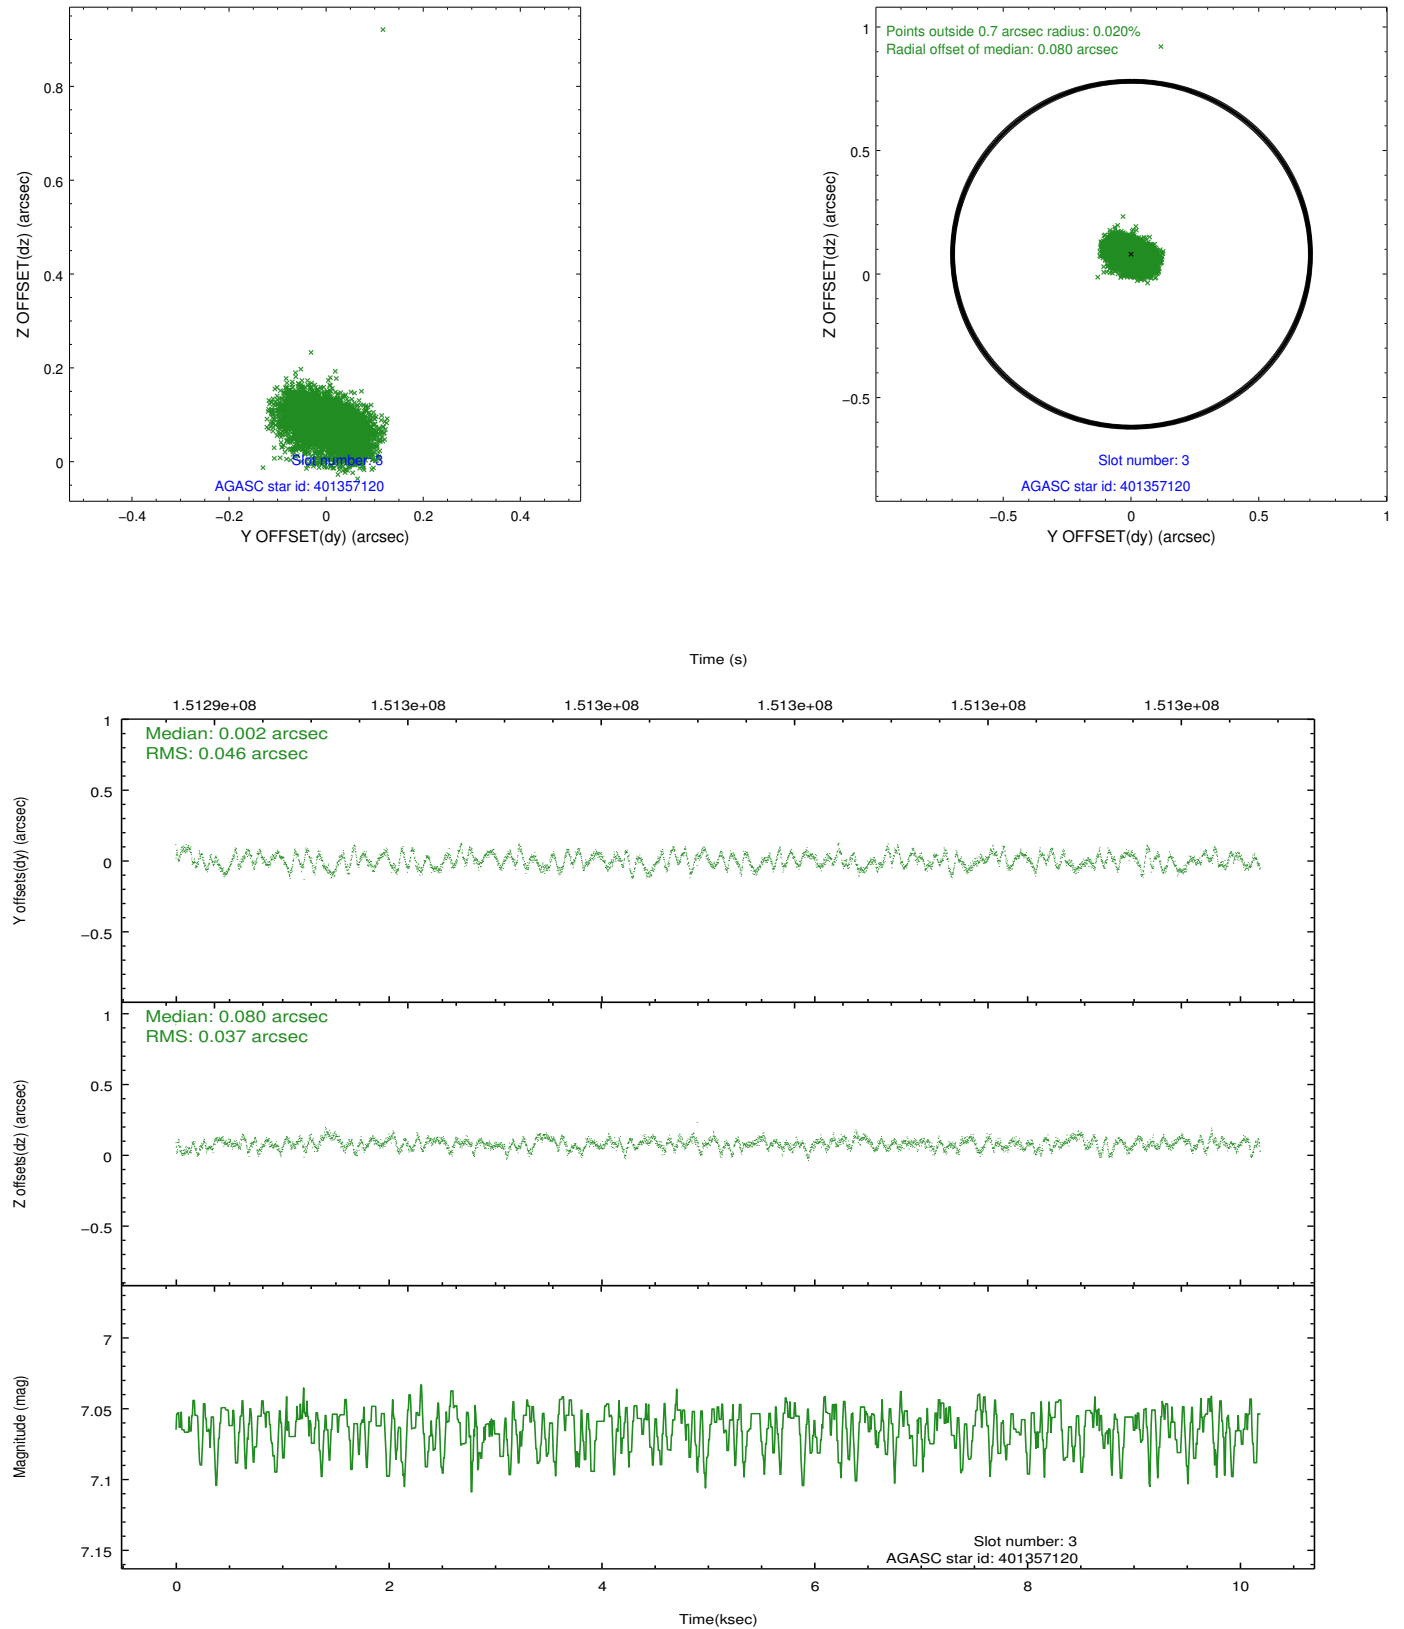 0.8
0.6
0.4
0.2
0
Z OFFSET(dz) (arcsec)
−0.4
−0.2
0
0.2
0.4
Y OFFSET(dy) (arcsec)
Slot number: 3
AGASC star id: 401357120
Points outside 0.7 arcsec radius: 0.020%
Radial offset of median: 0.080 arcsec
1
0.5
0
−0.5
Z OFFSET(dz) (arcsec)
Slot number: 3
AGASC star id: 401357120
−0.5
0
0.5
1
Y OFFSET(dy) (arcsec)
Time (s)
1.5129e+08
1.513e+08
1.513e+08
1.513e+08
1.513e+08
1.513e+08
Median: 0.002 arcsec
RMS: 0.046 arcsec
1
0.5
0
−0.5
Y offsets(dy) (arcsec)
Median: 0.080 arcsec
RMS: 0.037 arcsec
1
0.5
0
−0.5
Z offsets(dz) (arcsec)
7
7.05
7.1
7.15
Magnitude (mag)
Slot number: 3
AGASC star id: 401357120
0
2
4
6
8
10
Time(ksec)